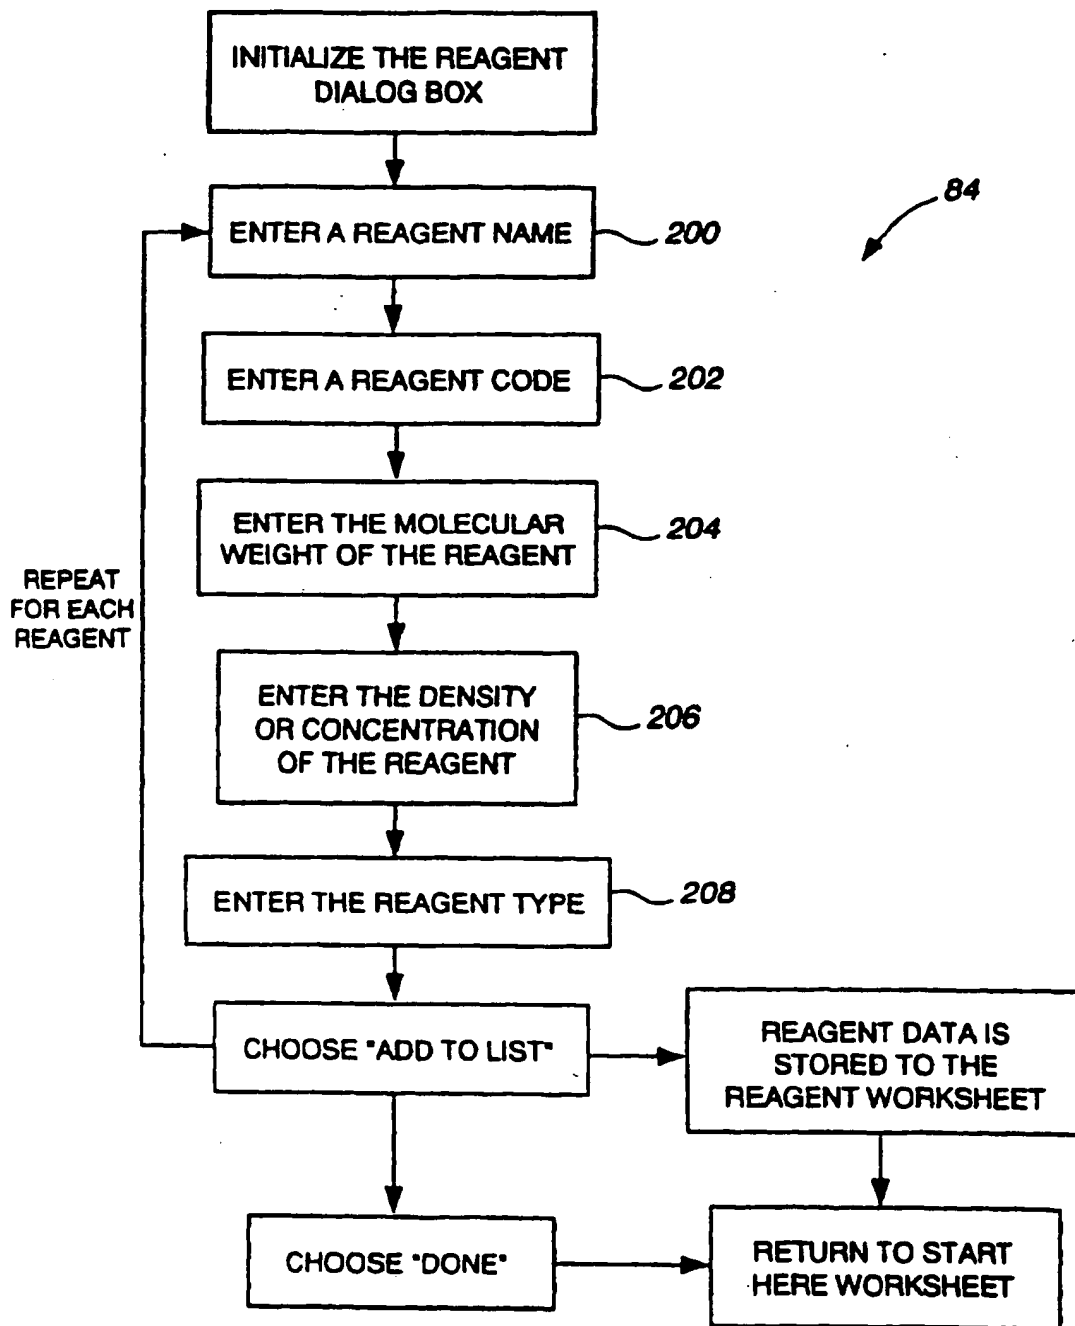 INITIALIZE THE REAGENT
DIALOG BOX
84
ENTER A REAGENT NAME
200
ENTER A REAGENT CODE
202
ENTER THE MOLECULAR
WEIGHT OF THE REAGENT
204
REPEAT
FOR EACH
REAGENT
ENTER THE DENSITY
OR CONCENTRATION
OF THE REAGENT
206
ENTER THE REAGENT TYPE
208
CHOOSE "ADD TO LIST"
REAGENT DATA IS
STORED TO THE
REAGENT WORKSHEET
CHOOSE "DONE"
RETURN TO START
HERE WORKSHEET